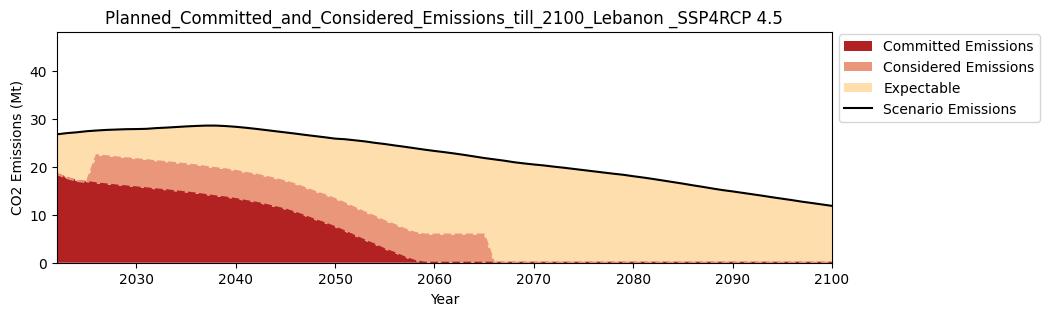 Planned_Committed_and_Considered_Emissions_till_2100_Lebanon _SSP4RCP 4.5
Committed Emissions
Considered Emissions
Expectable
Scenario Emissions
CO2 Emissions (Mt)
40
30
20
10
0
2030 2040 2050 2060 2070 2080 2090 2100
Year